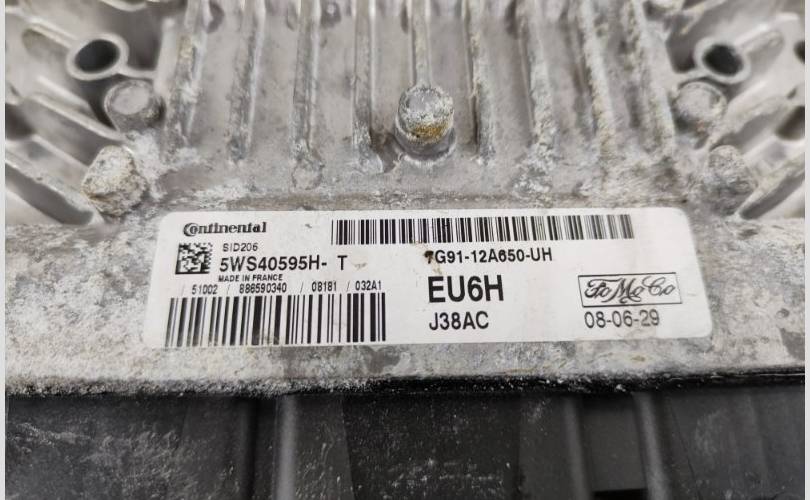 Continental
SID206
5WS40595H- T
MADE IN FRANCE
/ 51002 / 886590340 / 08181 / 032A1
7G91-12A650-UH
EU6H
J38AC
FoMoCo
08-06-29